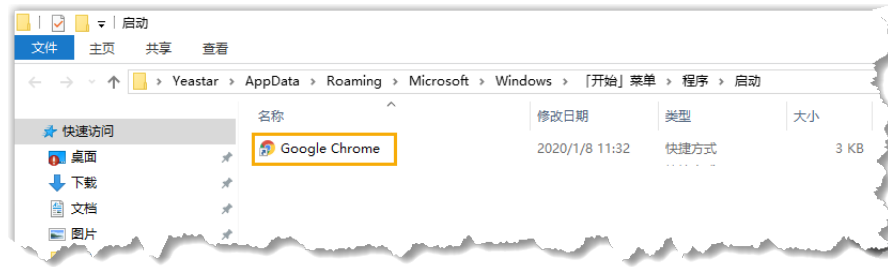 启动
文件 主页 共享 查看
Yeastar › AppData › Roaming › Microsoft › Windows › 「开始」菜单 › 程序 › 启动
名称 修改日期 类型 大小
快速访问
Google Chrome 2020/1/8 11:32 快捷方式 3 KB
桌面
下载
文档
图片